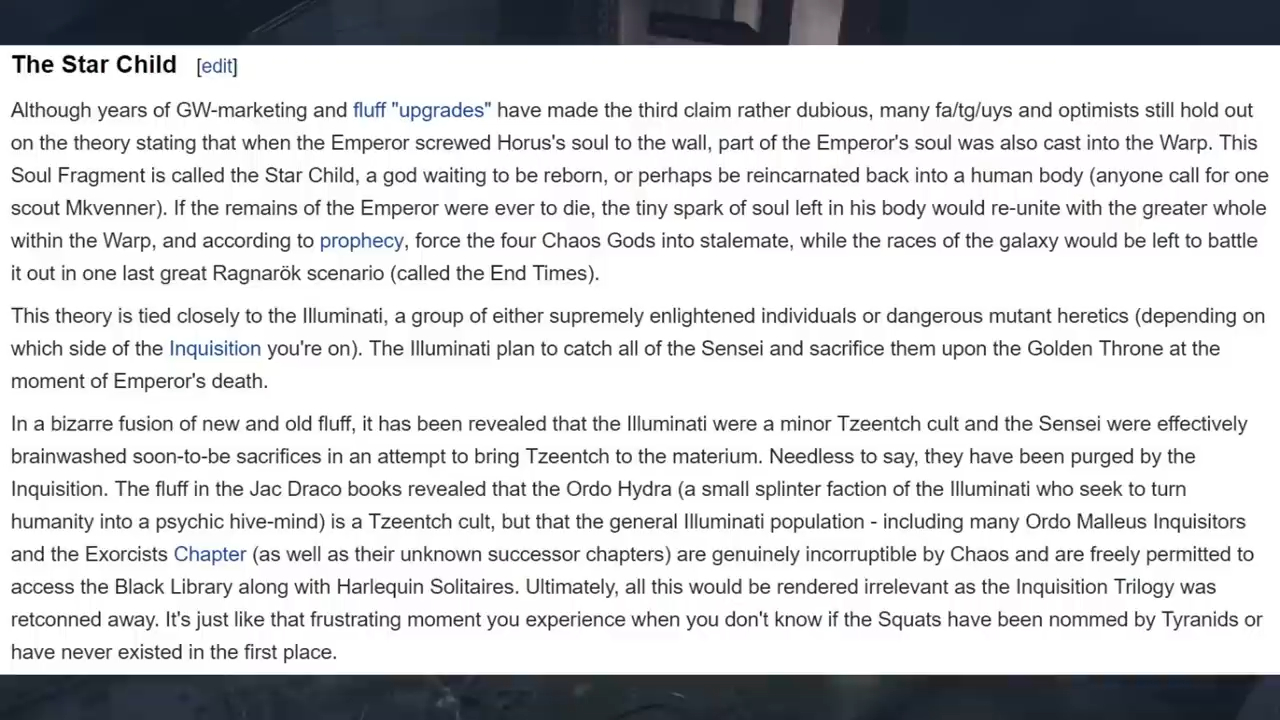 The Star Child [edit]
Although years of GW-marketing and fluff "upgrades" have made the third claim rather dubious, many fa/tg/uys and optimists still hold out
on the theory stating that when the Emperor screwed Horus's soul to the wall, part of the Emperor's soul was also cast into the Warp. This
Soul Fragment is called the Star Child, a god waiting to be reborn, or perhaps be reincarnated back into a human body (anyone call for one
scout Mkvenner). If the remains of the Emperor were ever to die, the tiny spark of soul left in his body would re-unite with the greater whole
within the Warp, and according to prophecy, force the four Chaos Gods into stalemate, while the races of the galaxy would be left to battle
it out in one last great Ragnarök scenario (called the End Times).
This theory is tied closely to the Illuminati, a group of either supremely enlightened individuals or dangerous mutant heretics (depending on
which side of the Inquisition you're on). The Illuminati plan to catch all of the Sensei and sacrifice them upon the Golden Throne at the
moment of Emperor's death.
In a bizarre fusion of new and old fluff, it has been revealed that the Illuminati were a minor Tzeentch cult and the Sensei were effectively
brainwashed soon-to-be sacrifices in an attempt to bring Tzeentch to the materium. Needless to say, they have been purged by the
Inquisition. The fluff in the Jac Draco books revealed that the Ordo Hydra (a small splinter faction of the Illuminati who seek to turn
humanity into a psychic hive-mind) is a Tzeentch cult, but that the general Illuminati population - including many Ordo Malleus Inquisitors
and the Exorcists Chapter (as well as their unknown successor chapters) are genuinely incorruptible by Chaos and are freely permitted to
access the Black Library along with Harlequin Solitaires. Ultimately, all this would be rendered irrelevant as the Inquisition Trilogy was
retconned away. It's just like that frustrating moment you experience when you don't know if the Squats have been nommed by Tyranids or
have never existed in the first place.